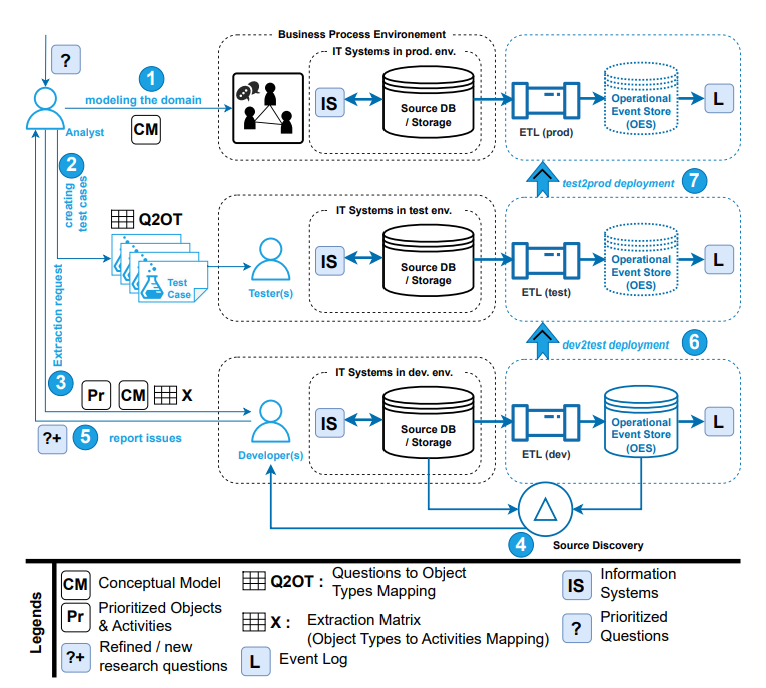 Business Process Environement
IT Systems in prod. env.
?
1
modeling the domain
CM
Analyst
IS
Source DB
/ Storage
ETL (prod)
Operational
Event Store
(OES)
L
2
creating
test cases
test2prod deployment
7
Q2OT
Test
Case
Tester(s)
IT Systems in test env.
IS
Source DB
/ Storage
ETL (test)
Operational
Event Store
(OES)
L
Extraction request
3
dev2test deployment
6
Pr
CM
X
?+
5
report issues
Developer(s)
IT Systems in dev. env.
IS
Source DB
/ Storage
ETL (dev)
Operational
Event Store
(OES)
L
4
Source Discovery
Legends
CM Conceptual Model
Pr Prioritized Objects
& Activities
?+ Refined / new
research questions
Q2OT : Questions to Object
Types Mapping
X : Extraction Matrix
(Object Types to Activities Mapping)
L Event Log
IS Information
Systems
? Prioritized
Questions